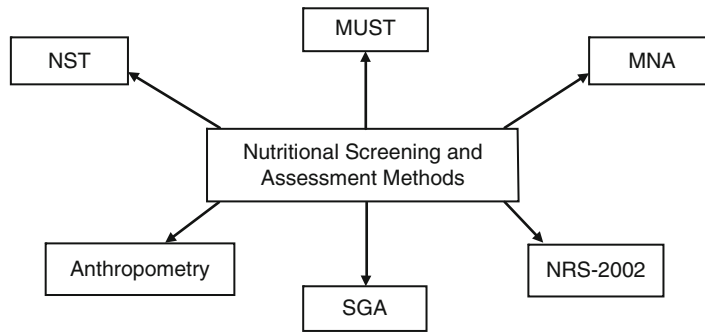 MUST
NST
MNA
Nutritional Screening and
Assessment Methods
Anthropometry
NRS-2002
SGA